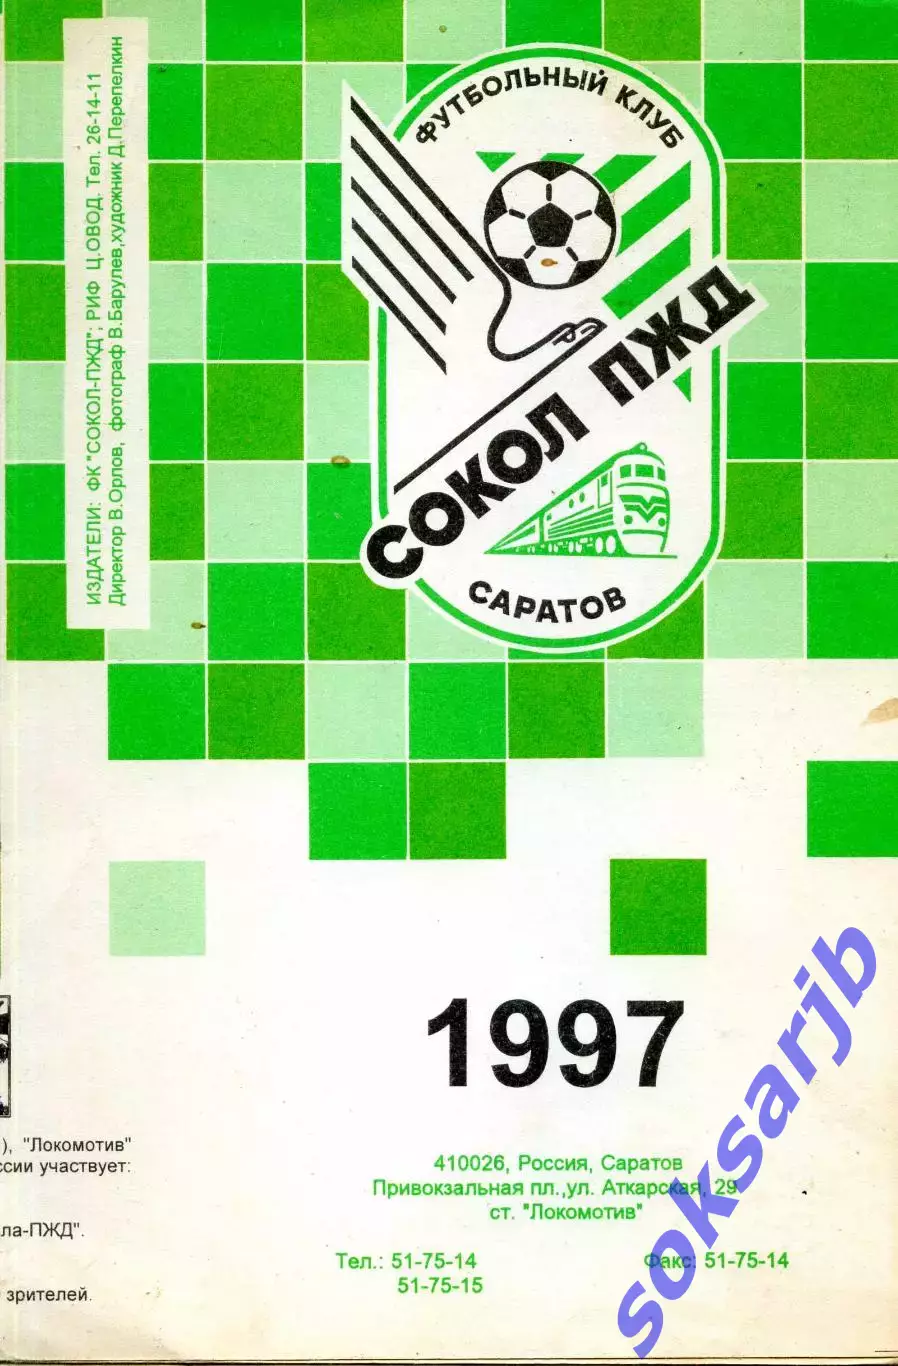 ИЗДАТЕЛИ: ФК "СОКОЛ-ПЖД"; РИФ Ц.ОВОД. Тел. 26-14-11
Директор В.Орлов, фотограф В.Барулев,художник Д.Перепелкин
ФУТБОЛЬНЫЙ КЛУБ
СОКОЛ ПЖД
САРАТОВ
1997
), "Локомотив"
ссии участвует:
ла-ПЖД".
зрителей.
410026, Россия, Саратов
Привокзальная пл.,ул. Аткарская, 29
ст. "Локомотив"
Тел.: 51-75-14
Факс: 51-75-14
51-75-15
soksarjb